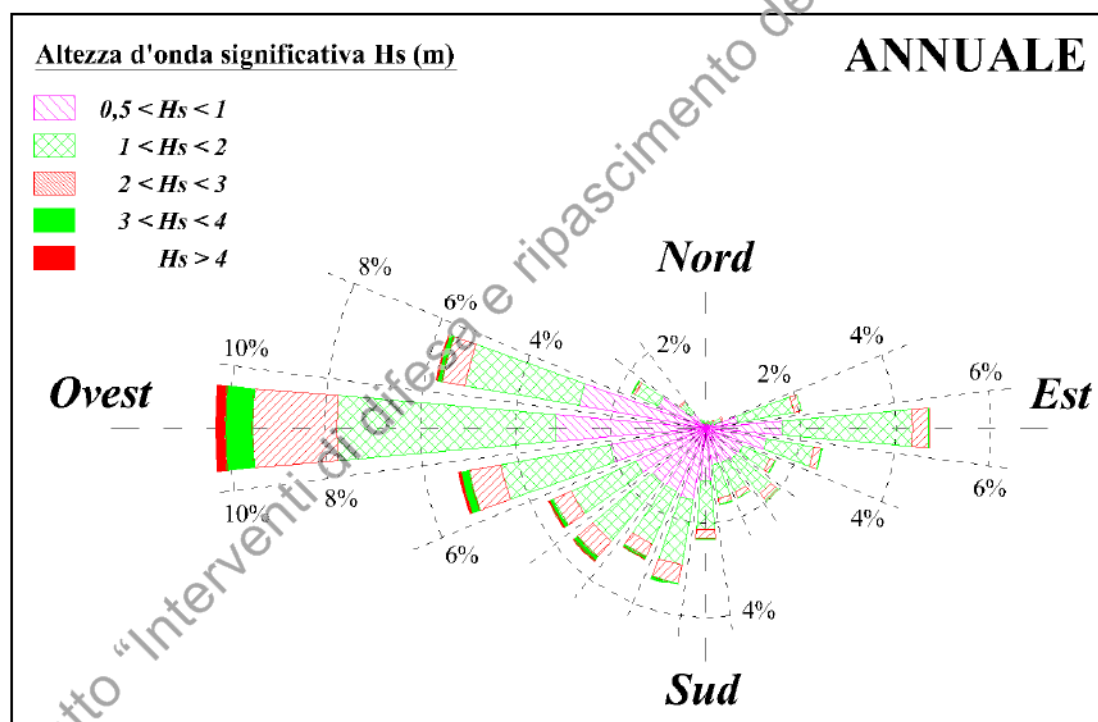 Altezza d'onda significativa Hs (m)
ANNUALE
0,5 < Hs < 1
1 < Hs < 2
2 < Hs < 3
3 < Hs < 4
Hs > 4
Nord
8%
6%
4%
2%
4%
2%
6%
10%
Ovest
Est
10%
8%
6%
4%
6%
4%
Sud
tto “Interventi di difesa e ripascimento de